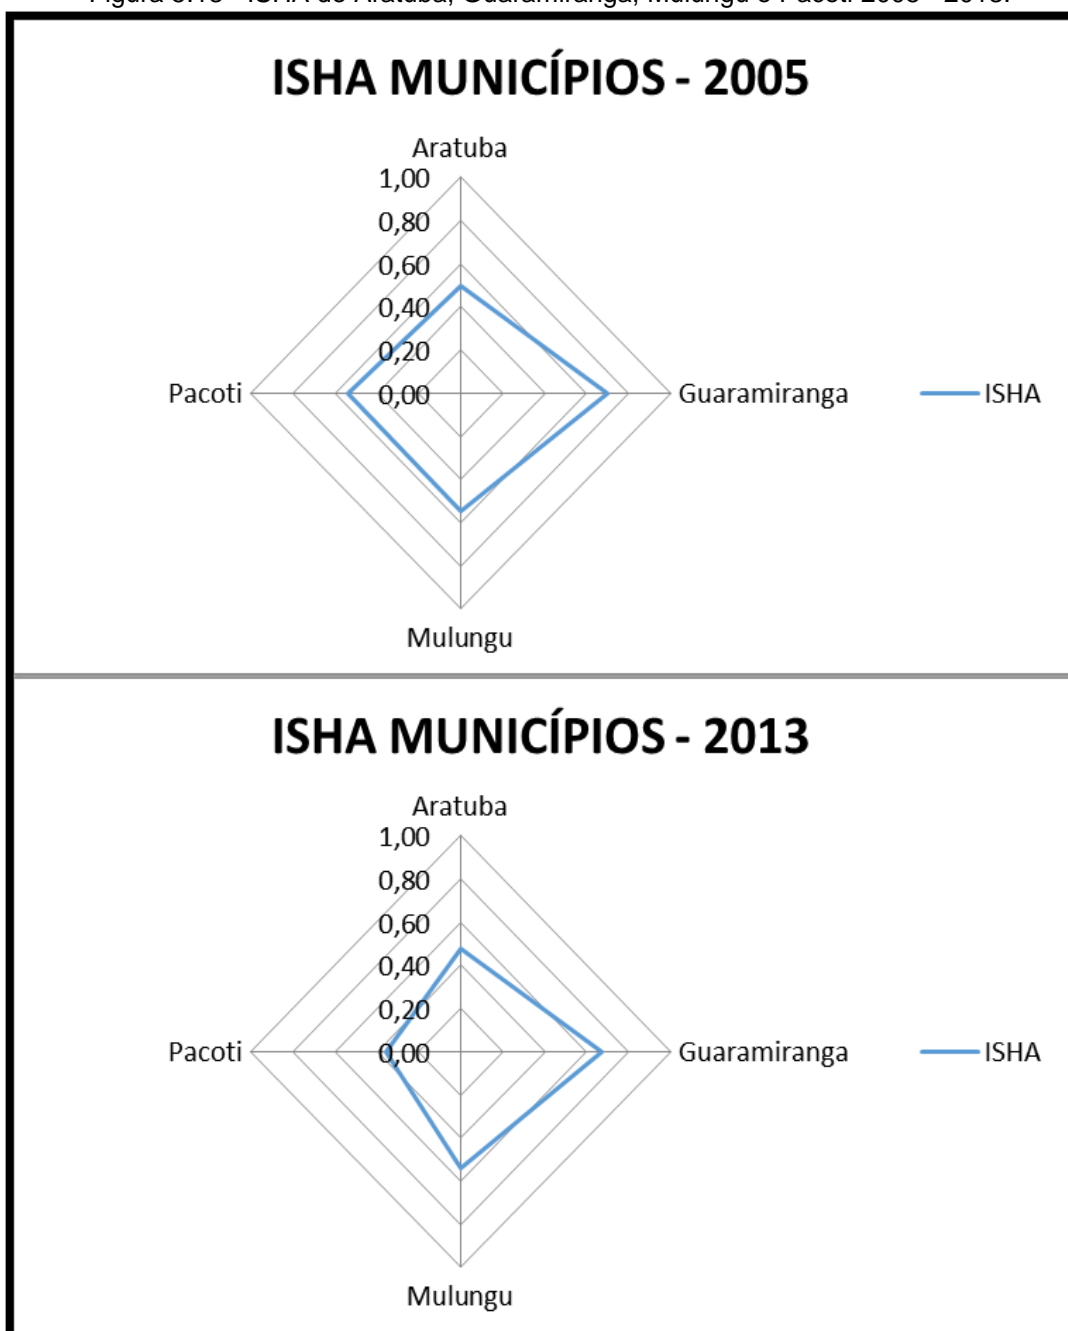 ISHA MUNICÍPIOS - 2005
Aratuba
1,00
0,80
0,60
0,40
0,20
0,00
Pacoti
Guaramiranga
ISHA
Mulungu
ISHA MUNICÍPIOS - 2013
Aratuba
1,00
0,80
0,60
0,40
0,20
0,00
Pacoti
Guaramiranga
ISHA
Mulungu